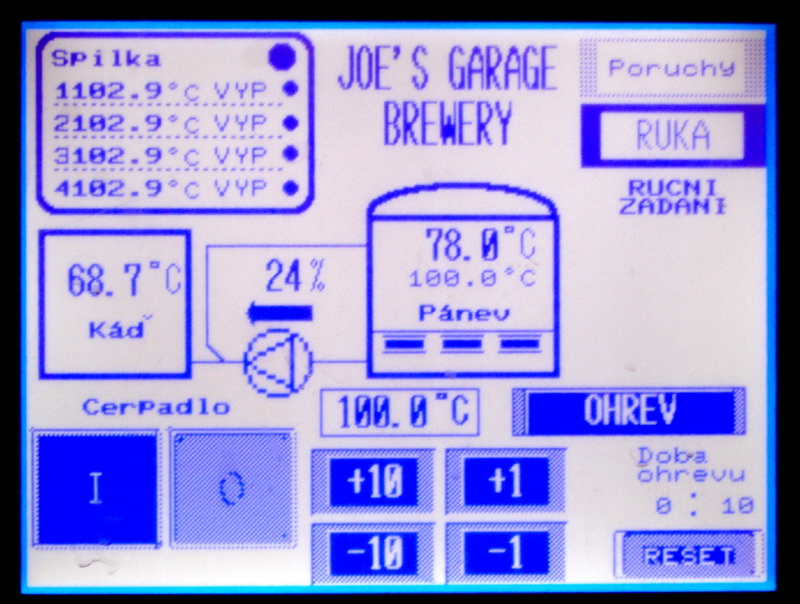 Spilka
1102.9°C VYP
2102.9°C VYP
3102.9°C VYP
4102.9°C VYP
JOE'S GARAGE
BREWERY
Poruchy
RUKA
RUCNI
ZADANI
68.7°C
Káď
24%
78.0°C
100.0°C
Pánev
Cerpadlo
I
O
100.0°C
OHREV
+10
+1
-10
-1
Doba
ohrevu
0 : 10
RESET